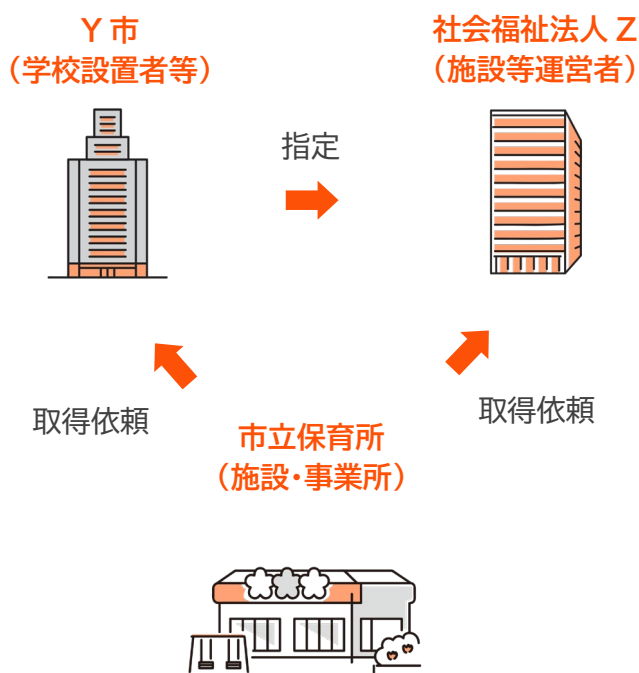 Y 市
（学校設置者等）
社会福祉法人 Z
（施設等運営者）
指定
取得依頼
取得依頼
市立保育所
（施設・事業所）